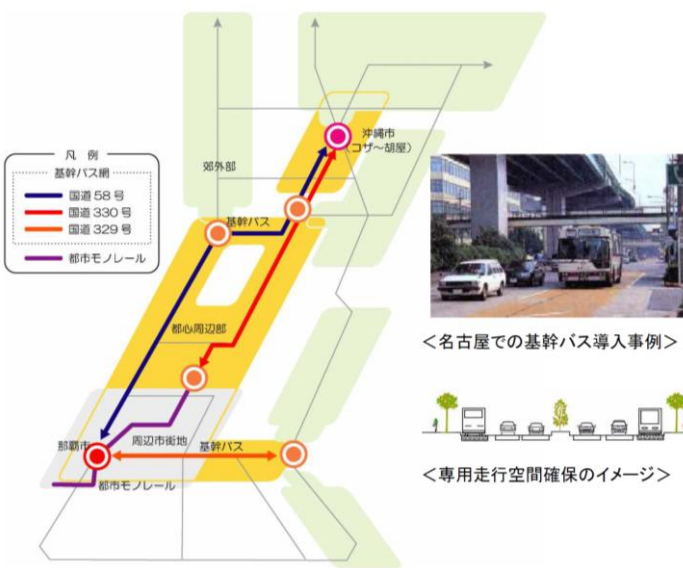 凡 例
基幹バス網
国道58号
国道330号
国道329号
都市モノレール
沖縄市
(コザ～胡屋)
郊外部
基幹バス
都心周辺部
那覇市
周辺市街地
基幹バス
都市モノレール
＜名古屋での基幹バス導入事例＞
＜専用走行空間確保のイメージ＞